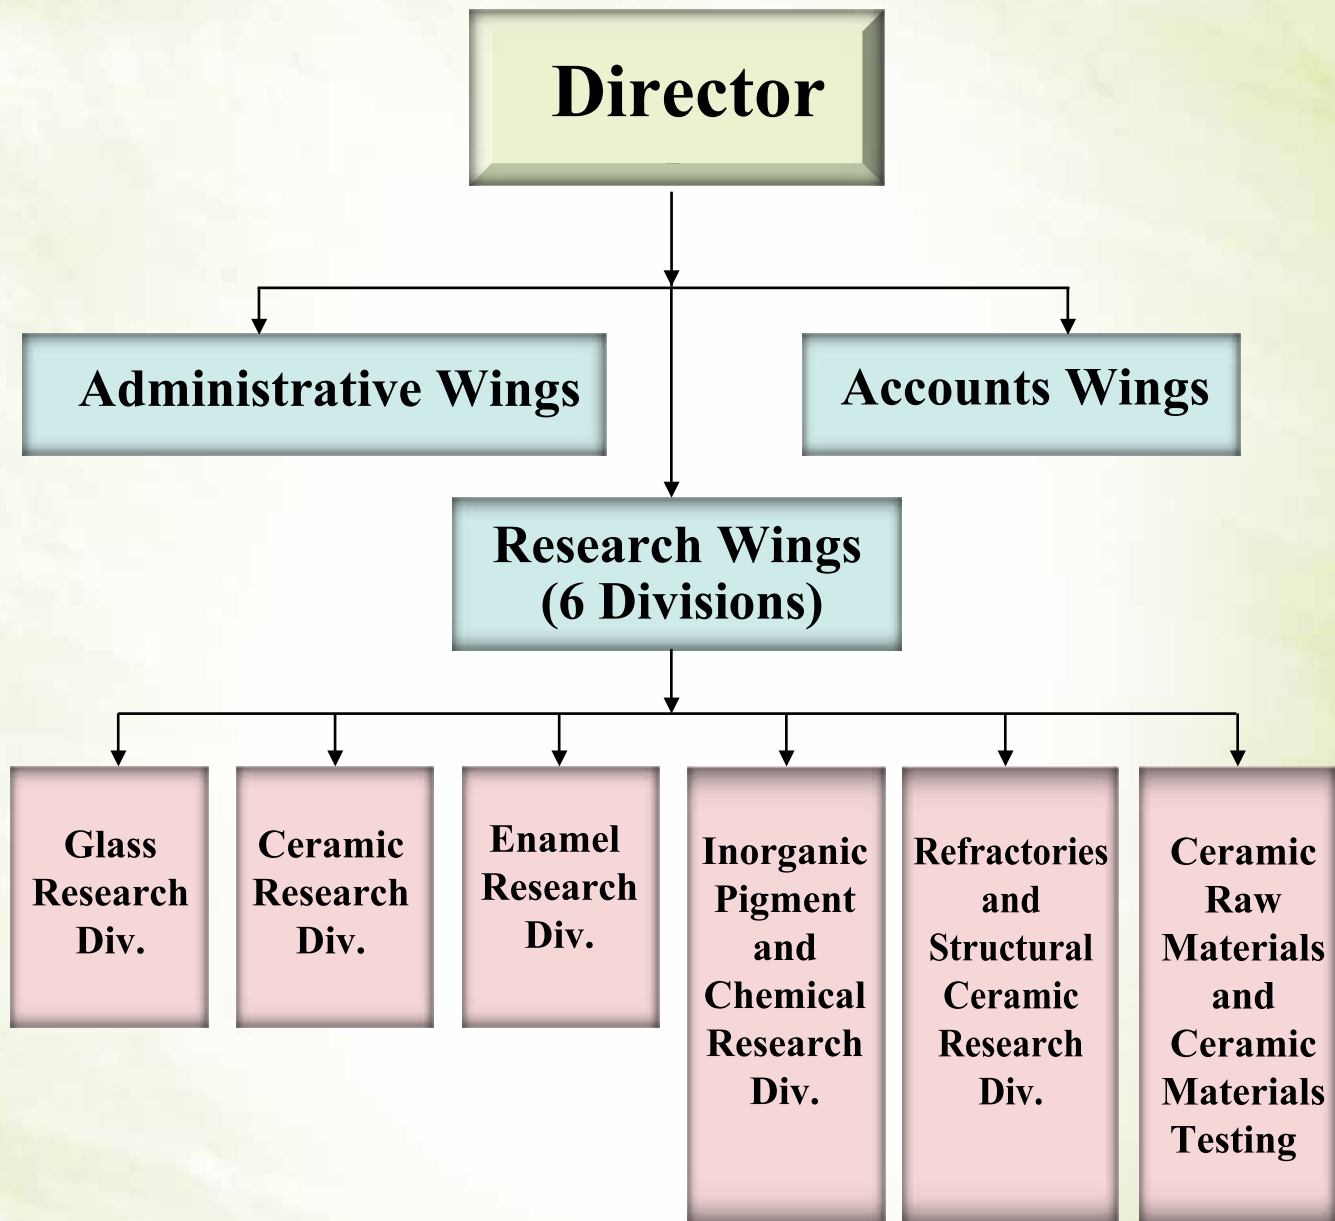 Director
Administrative Wings
Accounts Wings
Research Wings
(6 Divisions)
Glass
Research
Div.
Ceramic
Research
Div.
Enamel
Research
Div.
Inorganic
Pigment
and
Chemical
Research
Div.
Refractories
and
Structural
Ceramic
Research
Div.
Ceramic
Raw
Materials
and
Ceramic
Materials
Testing